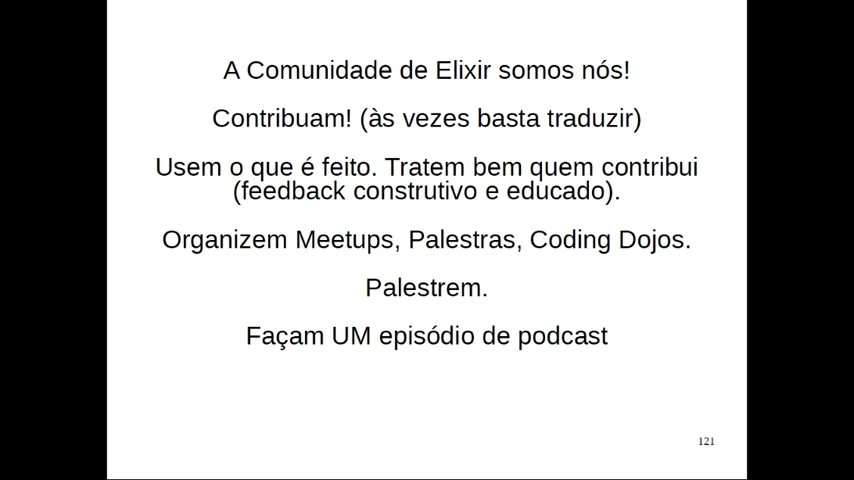 A Comunidade de Elixir somos nós!
Contribuam! (às vezes basta traduzir)
Usem o que é feito. Tratem bem quem contribui
(feedback construtivo e educado).
Organizem Meetups, Palestras, Coding Dojos.
Palestrem.
Façam UM episódio de podcast
121